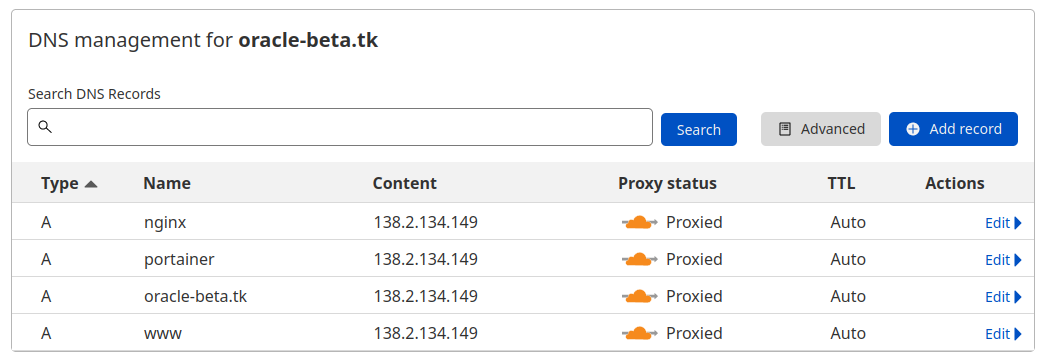 DNS management for oracle-beta.tk
Search DNS Records
Search Advanced Add record
Type Name Content Proxy status TTL Actions
A nginx 138.2.134.149 Proxied Auto Edit
A portainer 138.2.134.149 Proxied Auto Edit
A oracle-beta.tk 138.2.134.149 Proxied Auto Edit
A www 138.2.134.149 Proxied Auto Edit